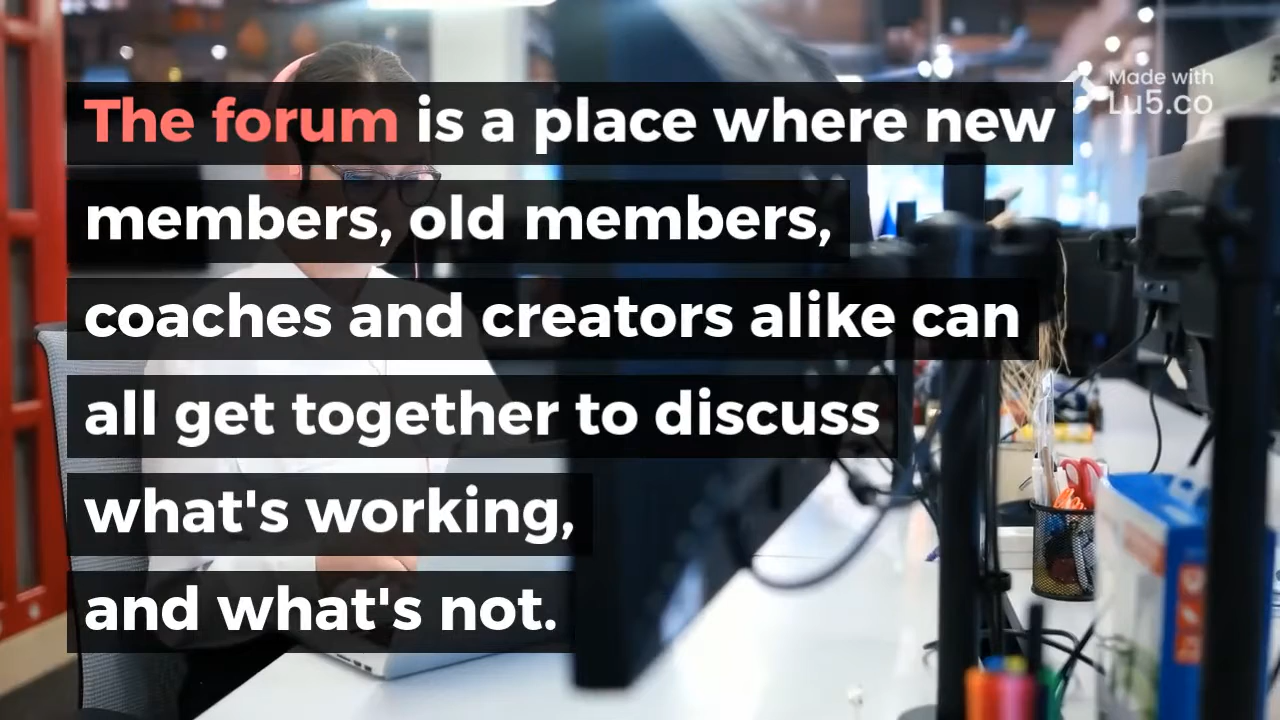 The forum is a place where new
members, old members,
coaches and creators alike can
all get together to discuss
what's working,
and what's not.
Made with
Lu5.co